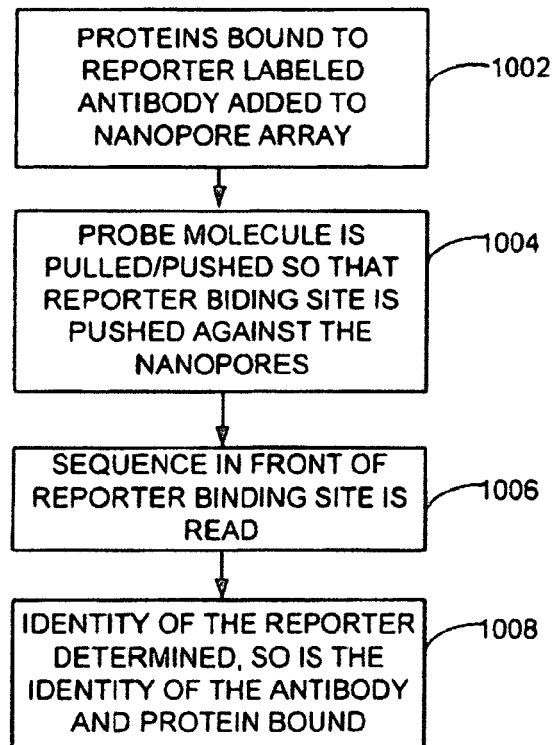 PROTEINS BOUND TO
REPORTER LABELED
ANTIBODY ADDED TO
NANOPORE ARRAY
1002
PROBE MOLECULE IS
PULLED/PUSHED SO THAT
REPORTER BIDING SITE IS
PUSHED AGAINST THE
NANOPORES
1004
SEQUENCE IN FRONT OF
REPORTER BINDING SITE IS
READ
1006
IDENTITY OF THE REPORTER
DETERMINED, SO IS THE
IDENTITY OF THE ANTIBODY
AND PROTEIN BOUND
1008